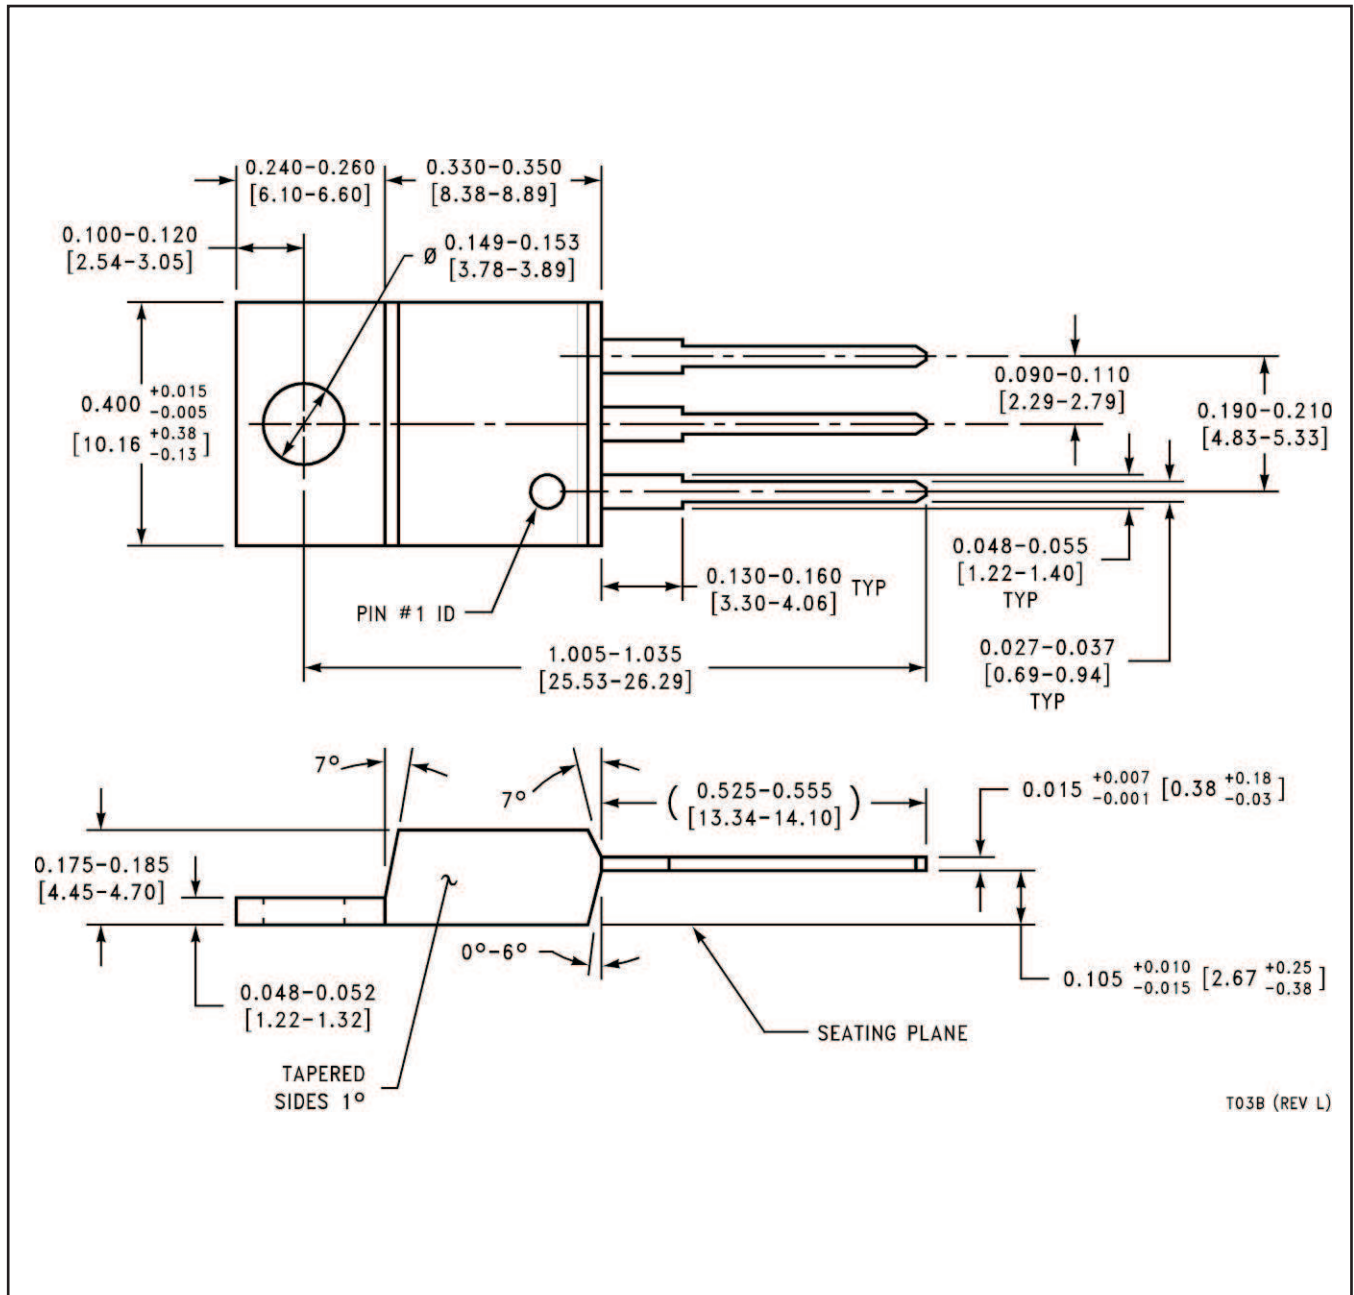 0.240–0.260
[6.10–6.60]
0.330–0.350
[8.38–8.89]
0.100–0.120
[2.54–3.05]
Ø 0.149–0.153
[3.78–3.89]
0.400 +0.015
-0.005
[10.16 +0.38
-0.13 ]
0.090–0.110
[2.29–2.79]
0.190–0.210
[4.83–5.33]
0.048–0.055
[1.22–1.40]
TYP
0.130–0.160 TYP
[3.30–4.06]
PIN #1 ID
0.027–0.037
[0.69–0.94]
TYP
1.005–1.035
[25.53–26.29]
7°
7°
( 0.525–0.555 )
[13.34–14.10]
0.015 +0.007
-0.001 [0.38 +0.18
-0.03 ]
0.175–0.185
[4.45–4.70]
0°–6°
0.048–0.052
[1.22–1.32]
0.105 +0.010
-0.015 [2.67 +0.25
-0.38 ]
SEATING PLANE
TAPERED
SIDES 1°
T03B (REV L)